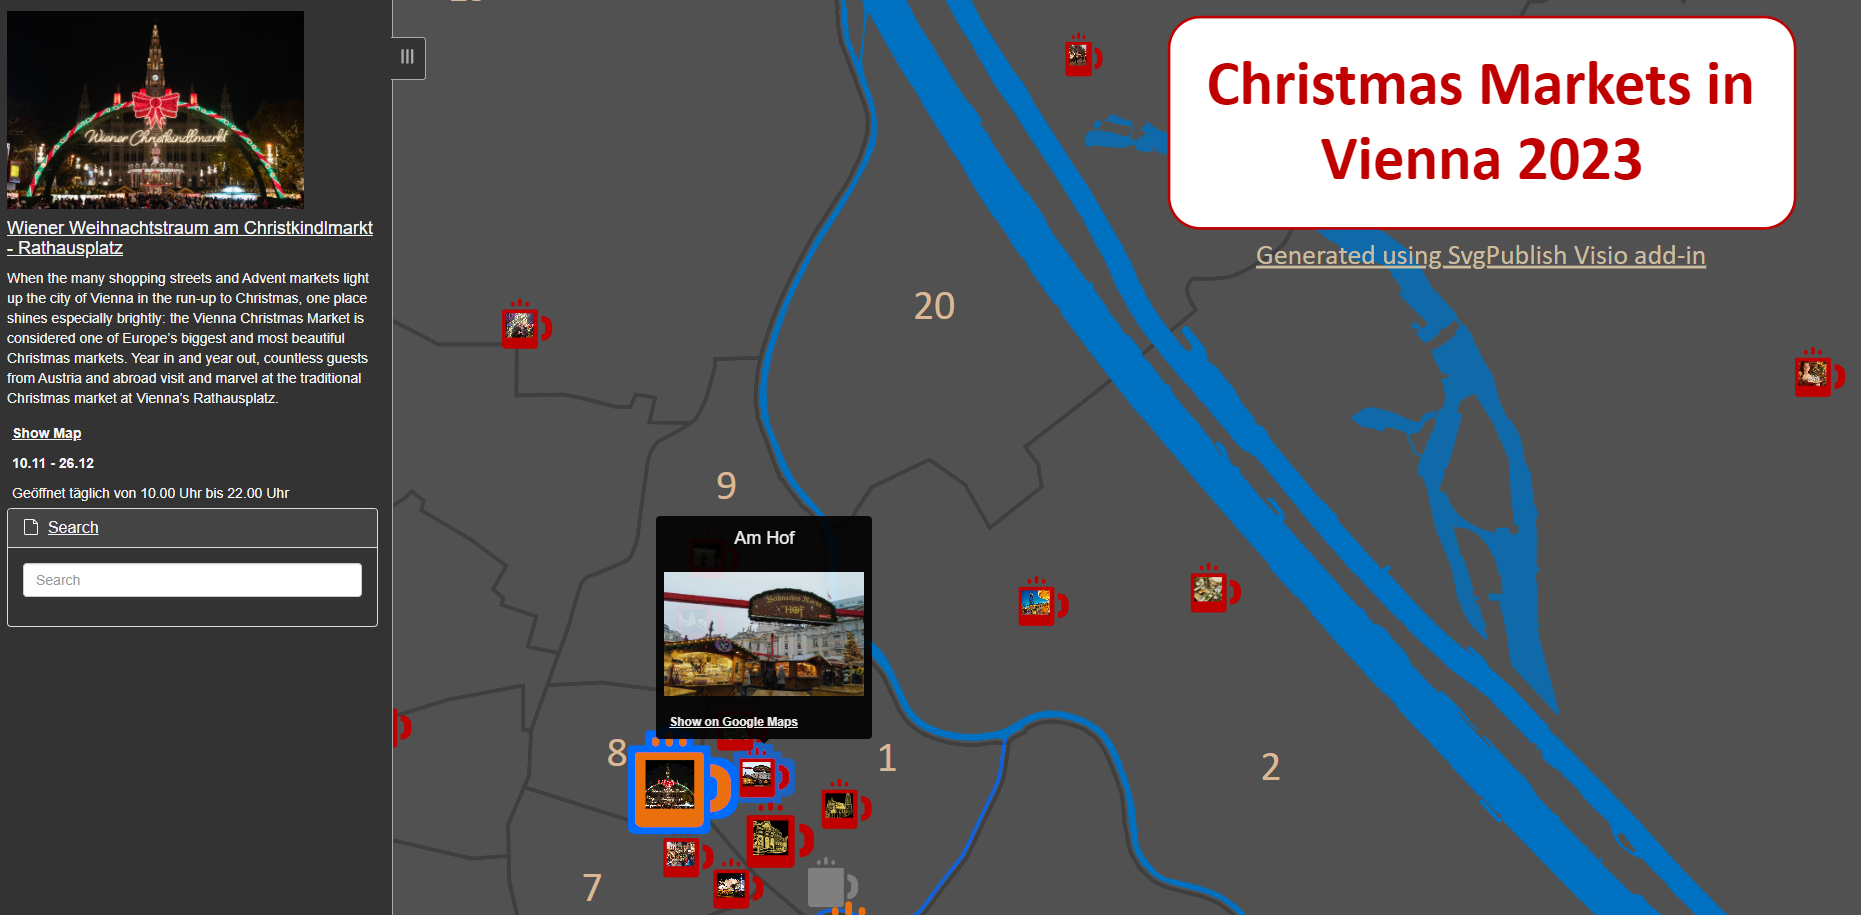 Wiener Christkindlmarkt
Wiener Weihnachtstraum am Christkindlmarkt
- Rathausplatz
When the many shopping streets and Advent markets light
up the city of Vienna in the run-up to Christmas, one place
shines especially brightly: the Vienna Christmas Market is
considered one of Europe's biggest and most beautiful
Christmas markets. Year in and year out, countless guests
from Austria and abroad visit and marvel at the traditional
Christmas market at Vienna's Rathausplatz.
Show Map
10.11 - 26.12
Geöffnet täglich von 10.00 Uhr bis 22.00 Uhr
Search
Search
Christmas Markets in
Vienna 2023
Generated using SvgPublish Visio add-in
20
9
Am Hof
HOF
Show on Google Maps
8
1
2
7